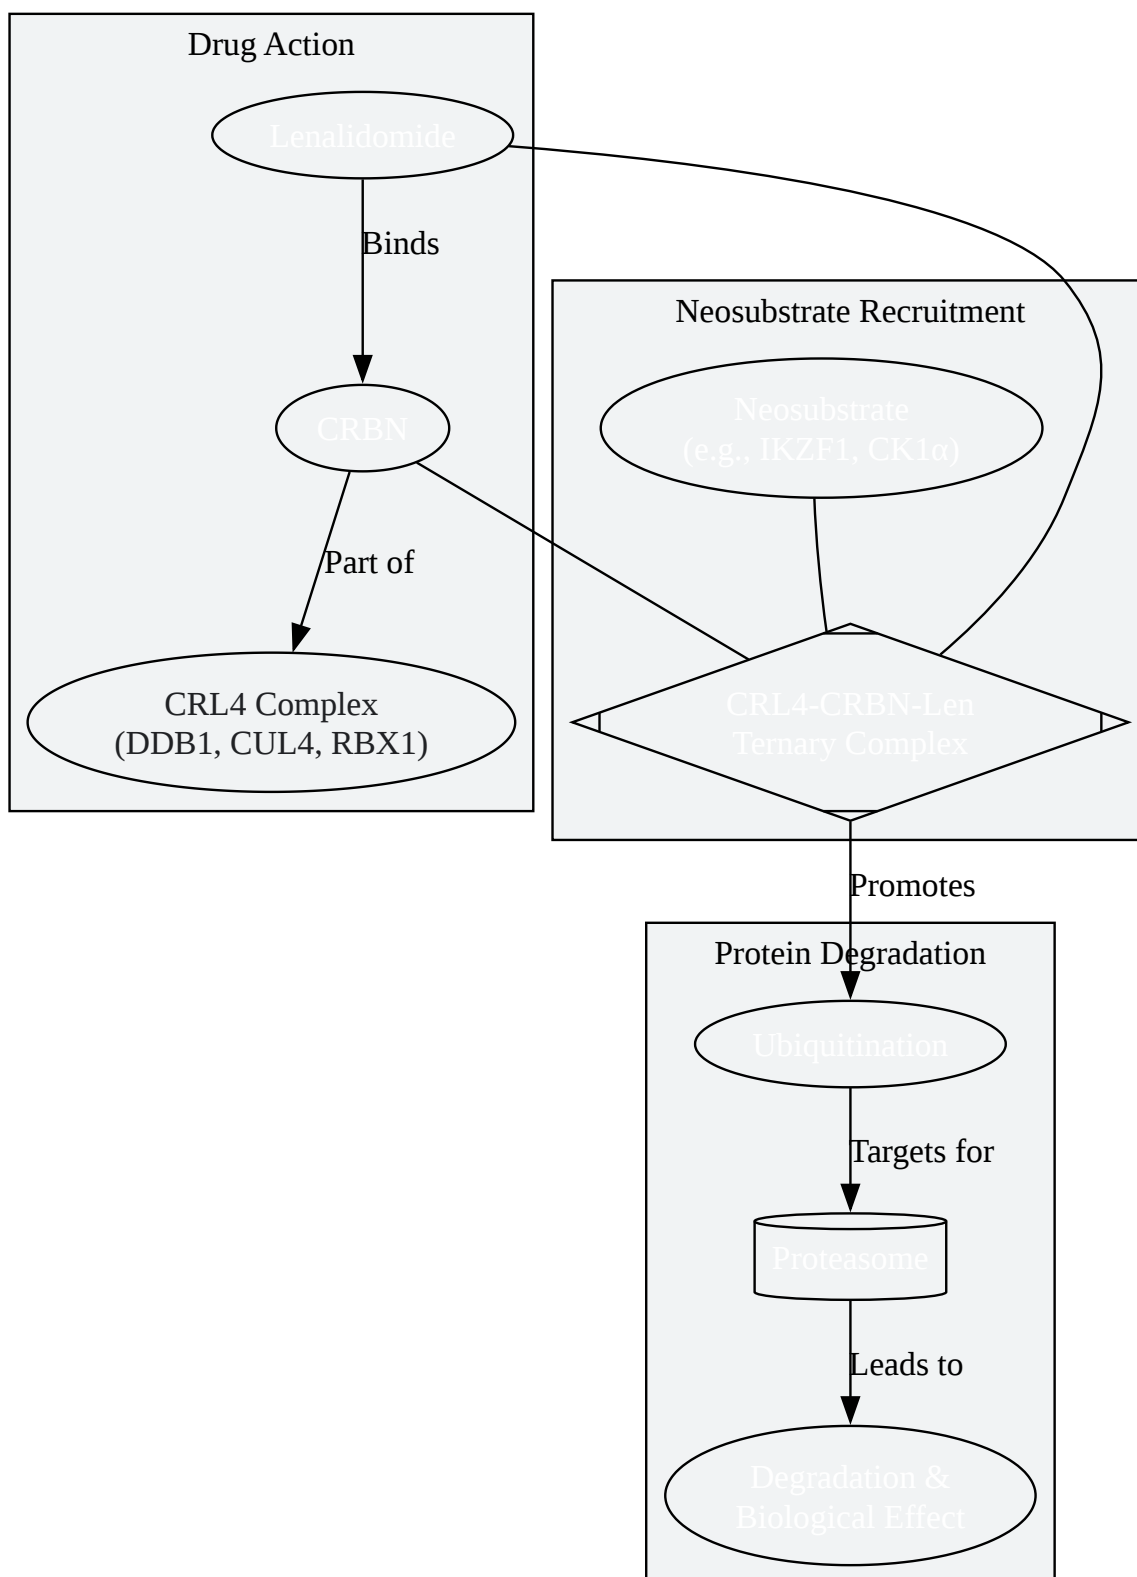 Drug Action
Lenalidomide
Binds
Neosubstrate Recruitment
Neosubstrate
(e.g., IKZF1, CK1α)
CRBN
Part of
CRL4 Complex
(DDB1, CUL4, RBX1)
CRL4-CRBN-Len
Ternary Complex
Promotes
Protein Degradation
Ubiquitination
Targets for
Proteasome
Leads to
Degradation &
Biological Effect